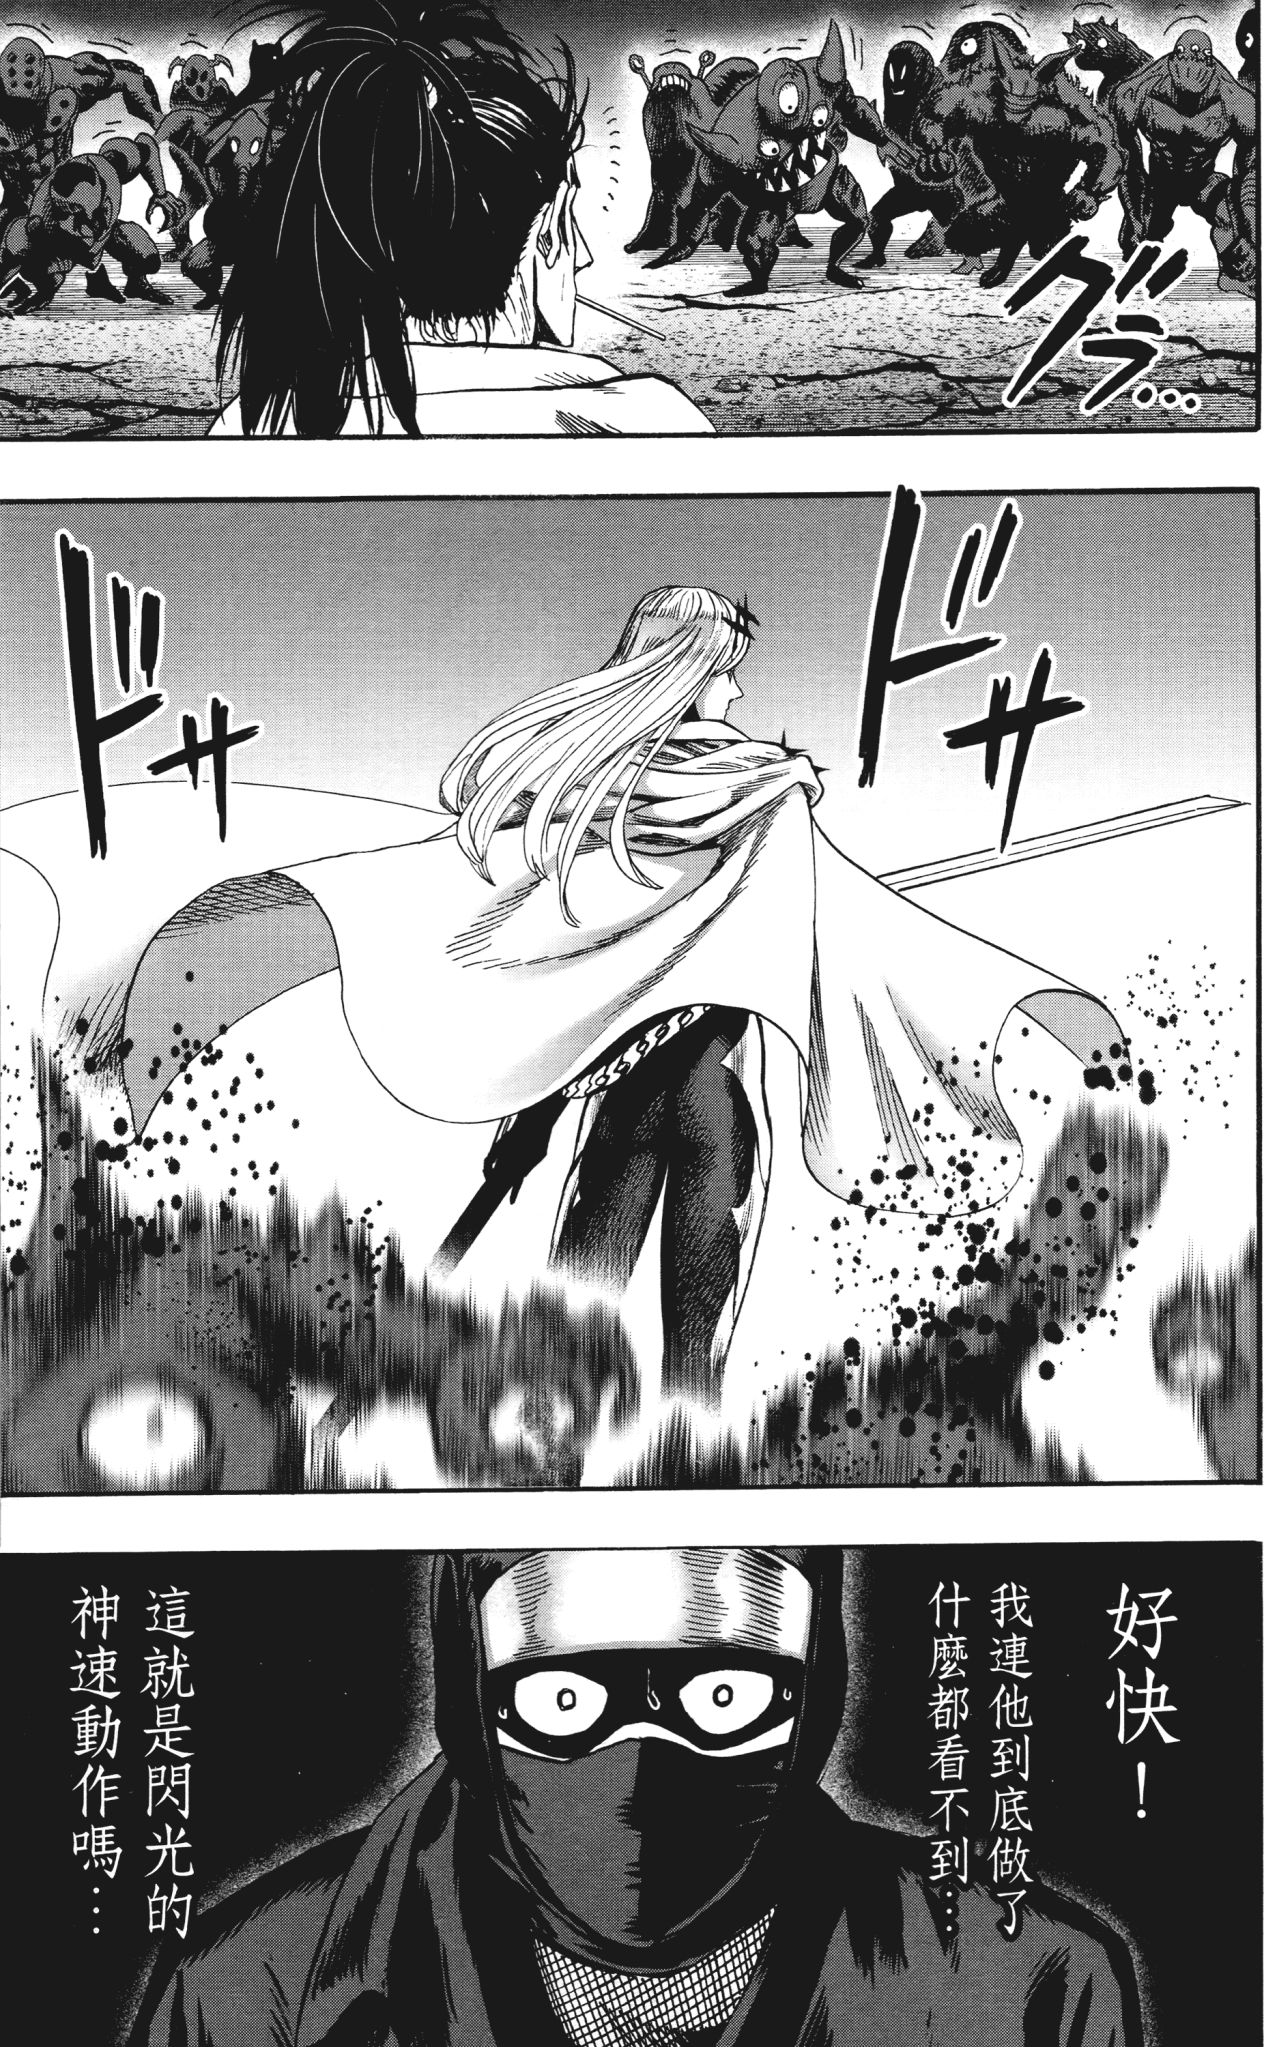 グラ…
ドサ
ドサ
好快！
我連他到底做了
什麼都看不到…
這就是閃光的
神速動作嗎…